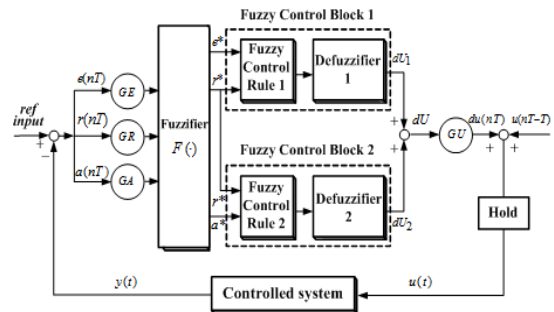 Fuzzy Control Block 1
e*
Fuzzy
Control
Rule 1
Defuzzifier
1
dU1
r*
ref
input
+
−
e(nT)
r(nT)
a(nT)
GE
GR
GA
Fuzzifier
F(·)
+
+
dU
GU
du(nT)
u(nT-T)
+
+
Fuzzy Control Block 2
r*
a*
Fuzzy
Control
Rule 2
Defuzzifier
2
dU2
Hold
y(t)
Controlled system
u(t)